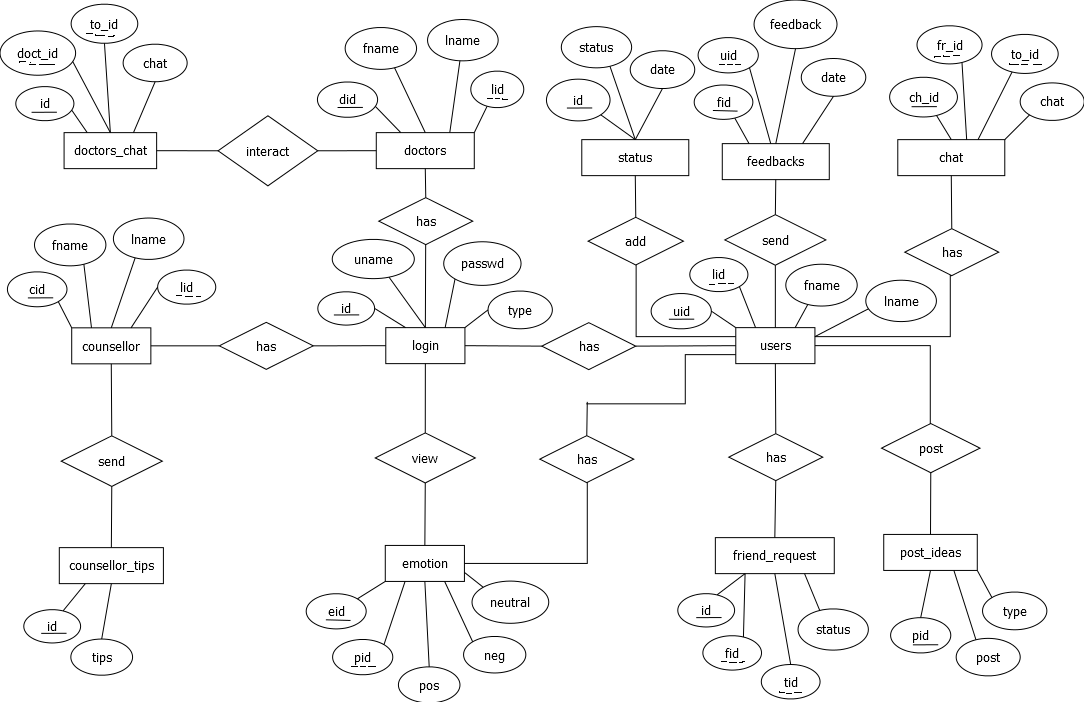 to_id
doct_id
chat
id
doctors_chat
interact
fname
lname
did
lid
doctors
status
date
id
status
feedback
uid
date
fid
feedbacks
fr_id
to_id
ch_id
chat
chat
has
add
send
has
fname
lname
cid
lid
counsellor
has
uname
passwd
id
type
login
has
lid
fname
uid
lname
users
send
view
has
has
post
counsellor_tips
id
tips
emotion
eid
neutral
pid
neg
pos
friend_request
id
status
fid
tid
post_ideas
type
pid
post